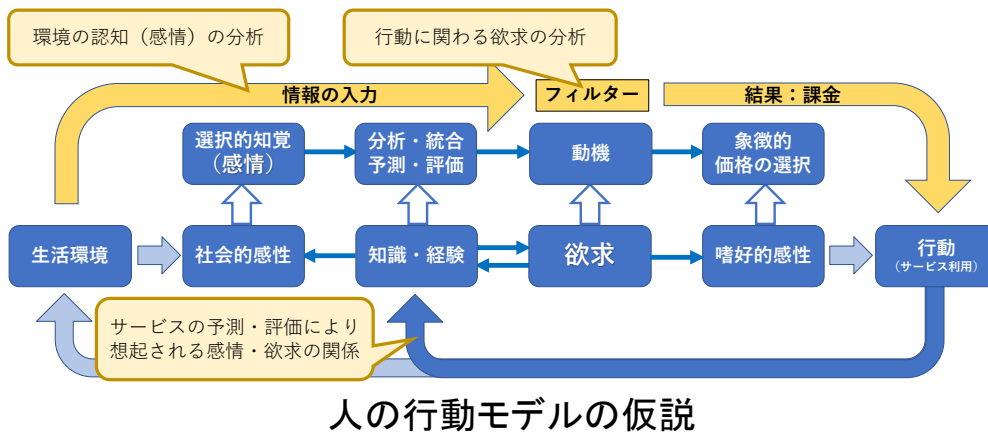 環境の認知（感情）の分析
行動に関わる欲求の分析
情報の入力
フィルター
結果：課金
選択的知覚
（感情）
分析・統合
予測・評価
動機
象徴的
価格の選択
生活環境
社会的感性
知識・経験
欲求
嗜好的感性
行動
（サービス利用）
サービスの予測・評価により
想起される感情・欲求の関係
人の行動モデルの仮説